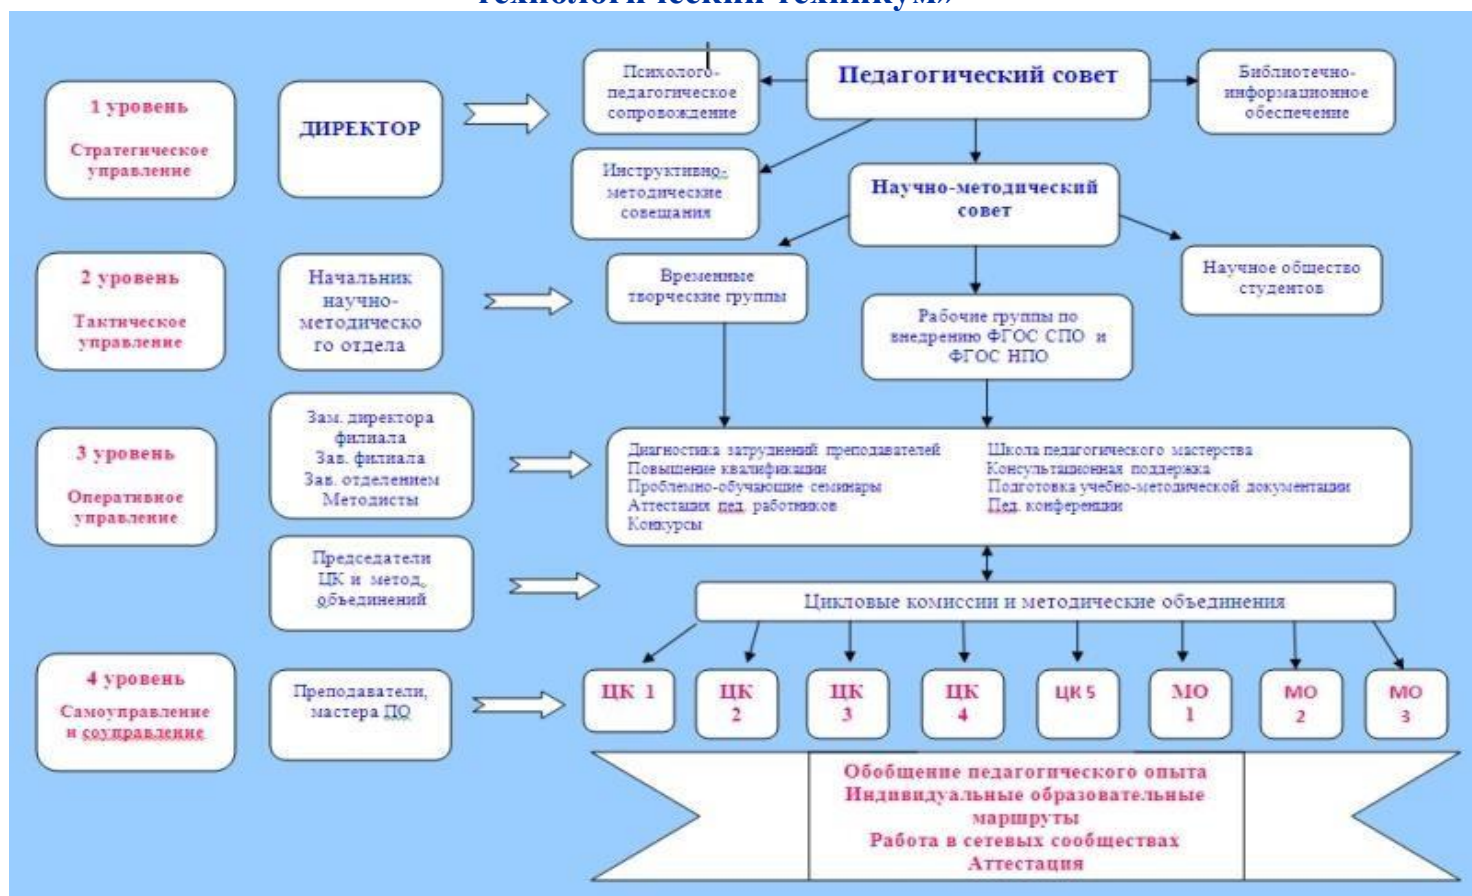 технологический техникум»
1 уровень
Стратегическое
управление
ДИРЕКТОР
Психолого-
педагогическое
сопровождение
Педагогический совет
Библиотечно-
информационное
обеспечение
Инструктивно-
методические
совещания
Научно-методический
совет
2 уровень
Тактическое
управление
Начальник
научно-
методическо
го отдела
Временные
творческие группы
Научное общество
студентов
Рабочие группы по
внедрению ФГОС СПО и
ФГОС НПО
3 уровень
Оперативное
управление
Зам. директора
филиала
Зав. филиала
Зав. отделением
Методисты
Диагностика затруднений преподавателей
Повышение квалификации
Проблемно-обучающие семинары
Аттестация пед. работников
Конкурсы
Школа педагогического мастерства
Консультационная поддержка
Подготовка учебно-методической документации
Пед. конференции
Председатели
ЦК и метод.
объединений
Цикловые комиссии и методические объединения
4 уровень
Самоуправление
и соуправление
Преподаватели,
мастера ПО
ЦК 1
ЦК
2
ЦК
3
ЦК
4
ЦК 5
МО
1
МО
2
МО
3
Обобщение педагогического опыта
Индивидуальные образовательные
маршруты
Работа в сетевых сообществах
Аттестация